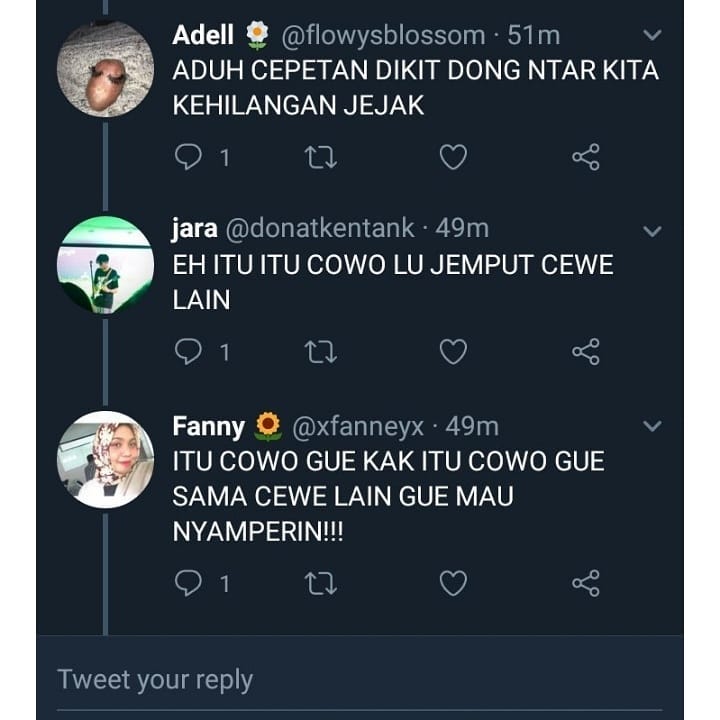 Adell 🌼 @flowysblossom · 51m
ADUH CEPETAN DIKIT DONG NTAR KITA
KEHILANGAN JEJAK
1
jara @donatkentank · 49m
EH ITU ITU COWO LU JEMPUT CEWE
LAIN
1
Fanny 🌻 @xfanneyx · 49m
ITU COWO GUE KAK ITU COWO GUE
SAMA CEWE LAIN GUE MAU
NYAMPERIN!!!
1
Tweet your reply